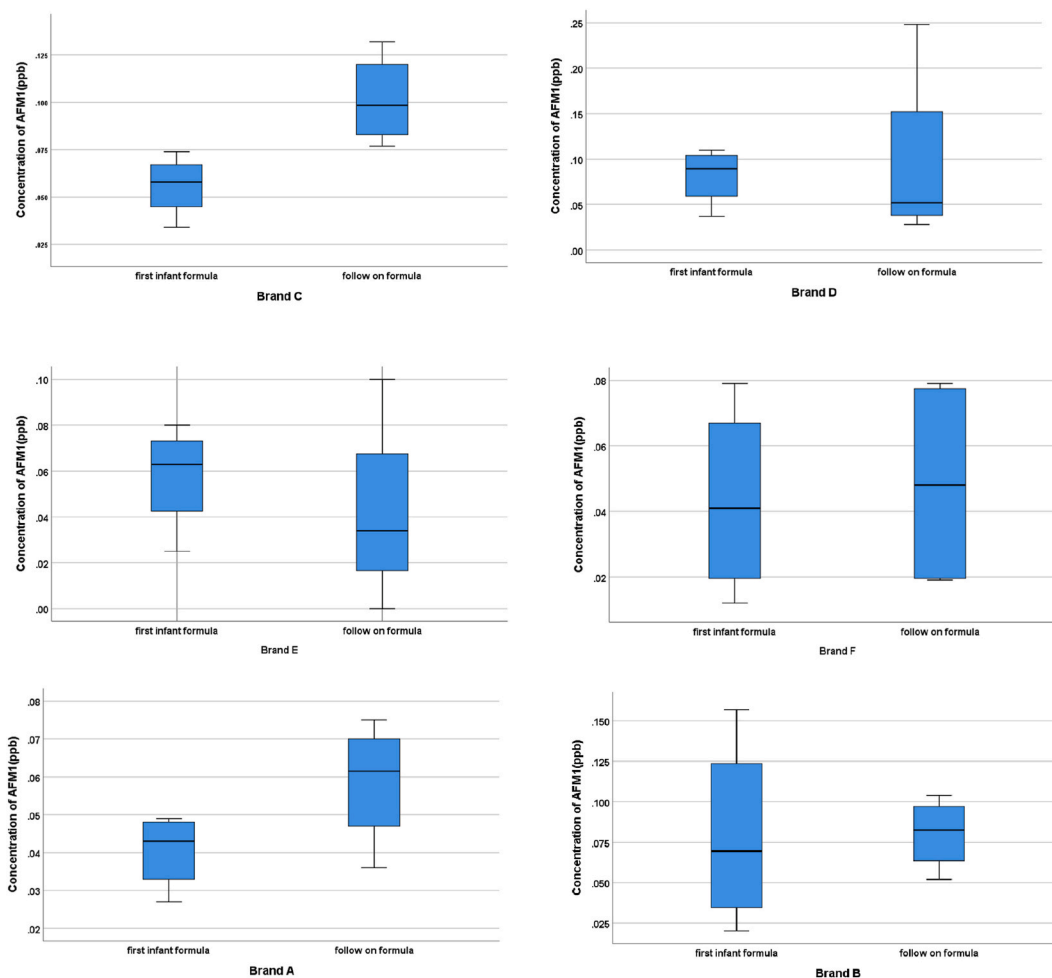 Concentration of AFM1(ppb)
.125
.100
.075
.050
.025
first infant formula
follow on formula
Brand C
Concentration of AFM1(ppb)
.25
.20
.15
.10
.05
.00
first infant formula
follow on formula
Brand D
Concentration of AFM1(ppb)
.10
.08
.06
.04
.02
.00
first infant formula
follow on formula
Brand E
Concentration of AFM1(ppb)
.08
.06
.04
.02
first infant formula
follow on formula
Brand F
Concentration of AFM1(ppb)
.08
.07
.06
.05
.04
.03
.02
first infant formula
follow on formula
Brand A
Concentration of AFM1(ppb)
.150
.125
.100
.075
.050
.025
first infant formula
follow on formula
Brand B